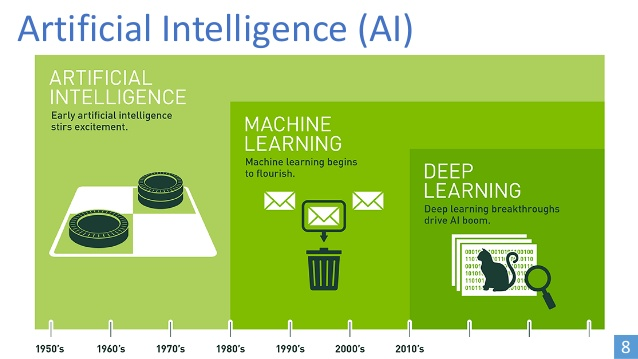 Artificial Intelligence (AI)
ARTIFICIAL
INTELLIGENCE
Early artificial intelligence
stirs excitement.
MACHINE
LEARNING
Machine learning begins
to flourish.
DEEP
LEARNING
Deep learning breakthroughs
drive AI boom.
1950's 1960's 1970's 1980's 1990's 2000's 2010's
8